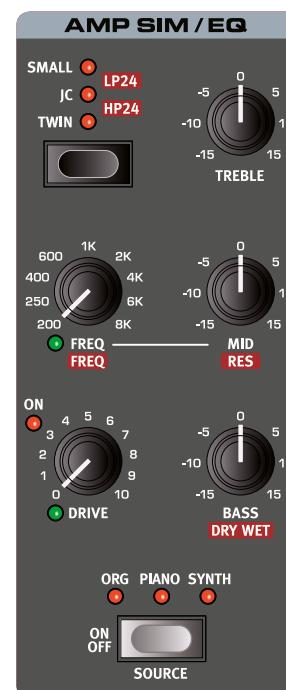 AMP SIM / EQ
SMALL
LP24
JC
HP24
TWIN
0
-5 5
-10 1
-15 15
TREBLE
1K
600 2K
400 4K
250 6K
200 8K
FREQ
FREQ
0
-5 5
-10 1
-15 15
MID
RES
ON
0 1 2 3 4 5 6 7 8 9 10
DRIVE
0
-5 5
-10 1
-15 15
BASS
DRY WET
ORG PIANO SYNTH
ON
OFF
SOURCE